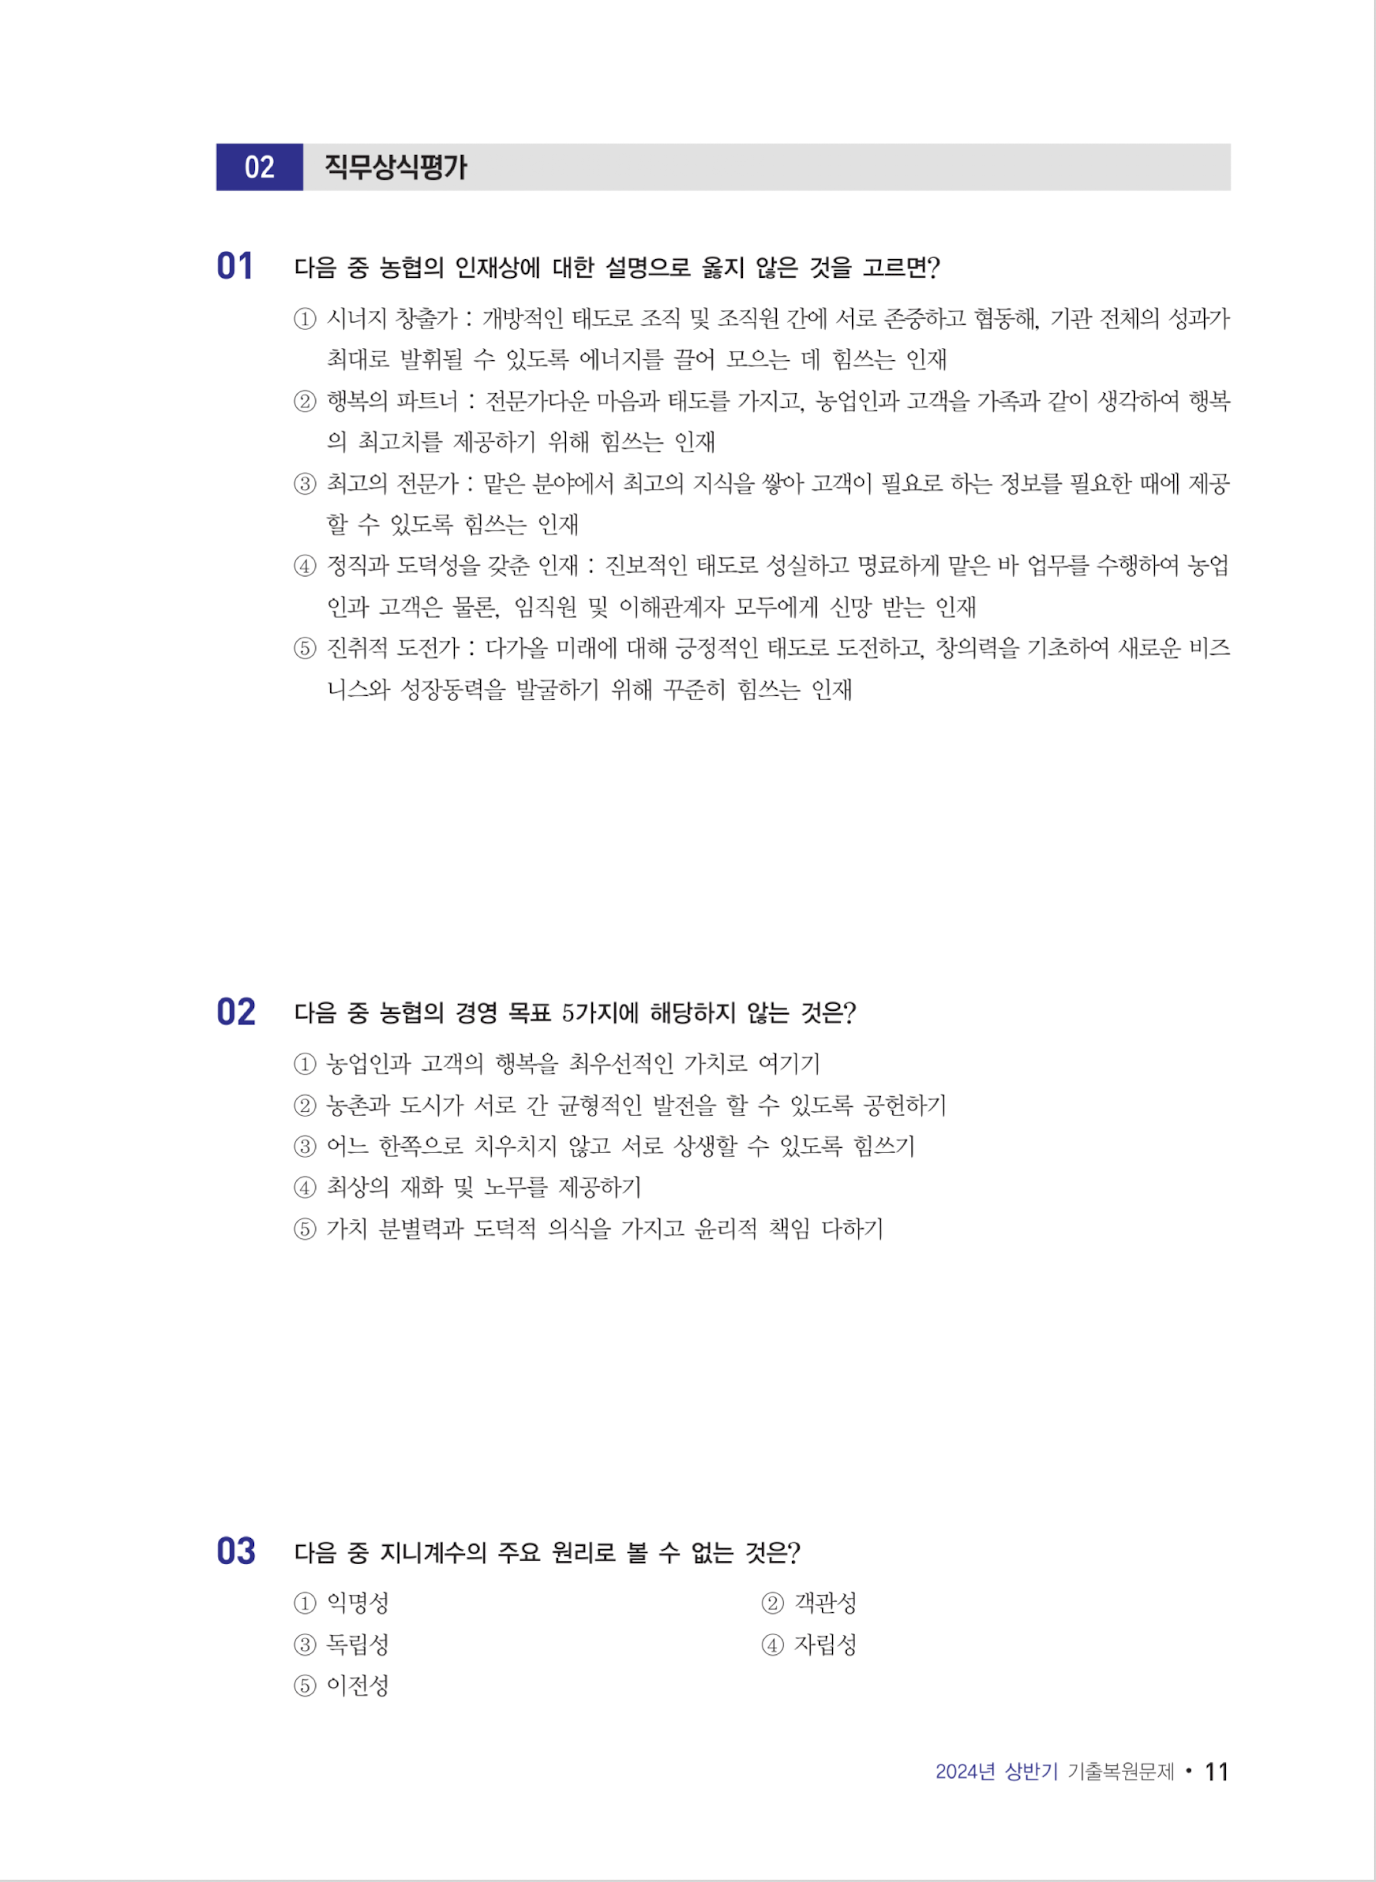 02 직무상식평가
01 다음 중 농협의 인재상에 대한 설명으로 옳지 않은 것을 고르면?
① 시너지 창출가 : 개방적인 태도로 조직 및 조직원 간에 서로 존중하고 협동해, 기관 전체의 성과가
최대로 발휘될 수 있도록 에너지를 끌어 모으는 데 힘쓰는 인재
② 행복의 파트너 : 전문가다운 마음과 태도를 가지고, 농업인과 고객을 가족과 같이 생각하여 행복
의 최고치를 제공하기 위해 힘쓰는 인재
③ 최고의 전문가 : 맡은 분야에서 최고의 지식을 쌓아 고객이 필요로 하는 정보를 필요한 때에 제공
할 수 있도록 힘쓰는 인재
④ 정직과 도덕성을 갖춘 인재 : 진보적인 태도로 성실하고 명료하게 맡은 바 업무를 수행하여 농업
인과 고객은 물론, 임직원 및 이해관계자 모두에게 신망 받는 인재
⑤ 진취적 도전가 : 다가올 미래에 대해 긍정적인 태도로 도전하고, 창의력을 기초하여 새로운 비즈
니스와 성장동력을 발굴하기 위해 꾸준히 힘쓰는 인재
02 다음 중 농협의 경영 목표 5가지에 해당하지 않는 것은?
① 농업인과 고객의 행복을 최우선적인 가치로 여기기
② 농촌과 도시가 서로 간 균형적인 발전을 할 수 있도록 공헌하기
③ 어느 한쪽으로 치우치지 않고 서로 상생할 수 있도록 힘쓰기
④ 최상의 재화 및 노무를 제공하기
⑤ 가치 분별력과 도덕적 의식을 가지고 윤리적 책임 다하기
03 다음 중 지니계수의 주요 원리로 볼 수 없는 것은?
① 익명성 ② 객관성
③ 독립성 ④ 자립성
⑤ 이전성
2024년 상반기 기출복원문제 • 11